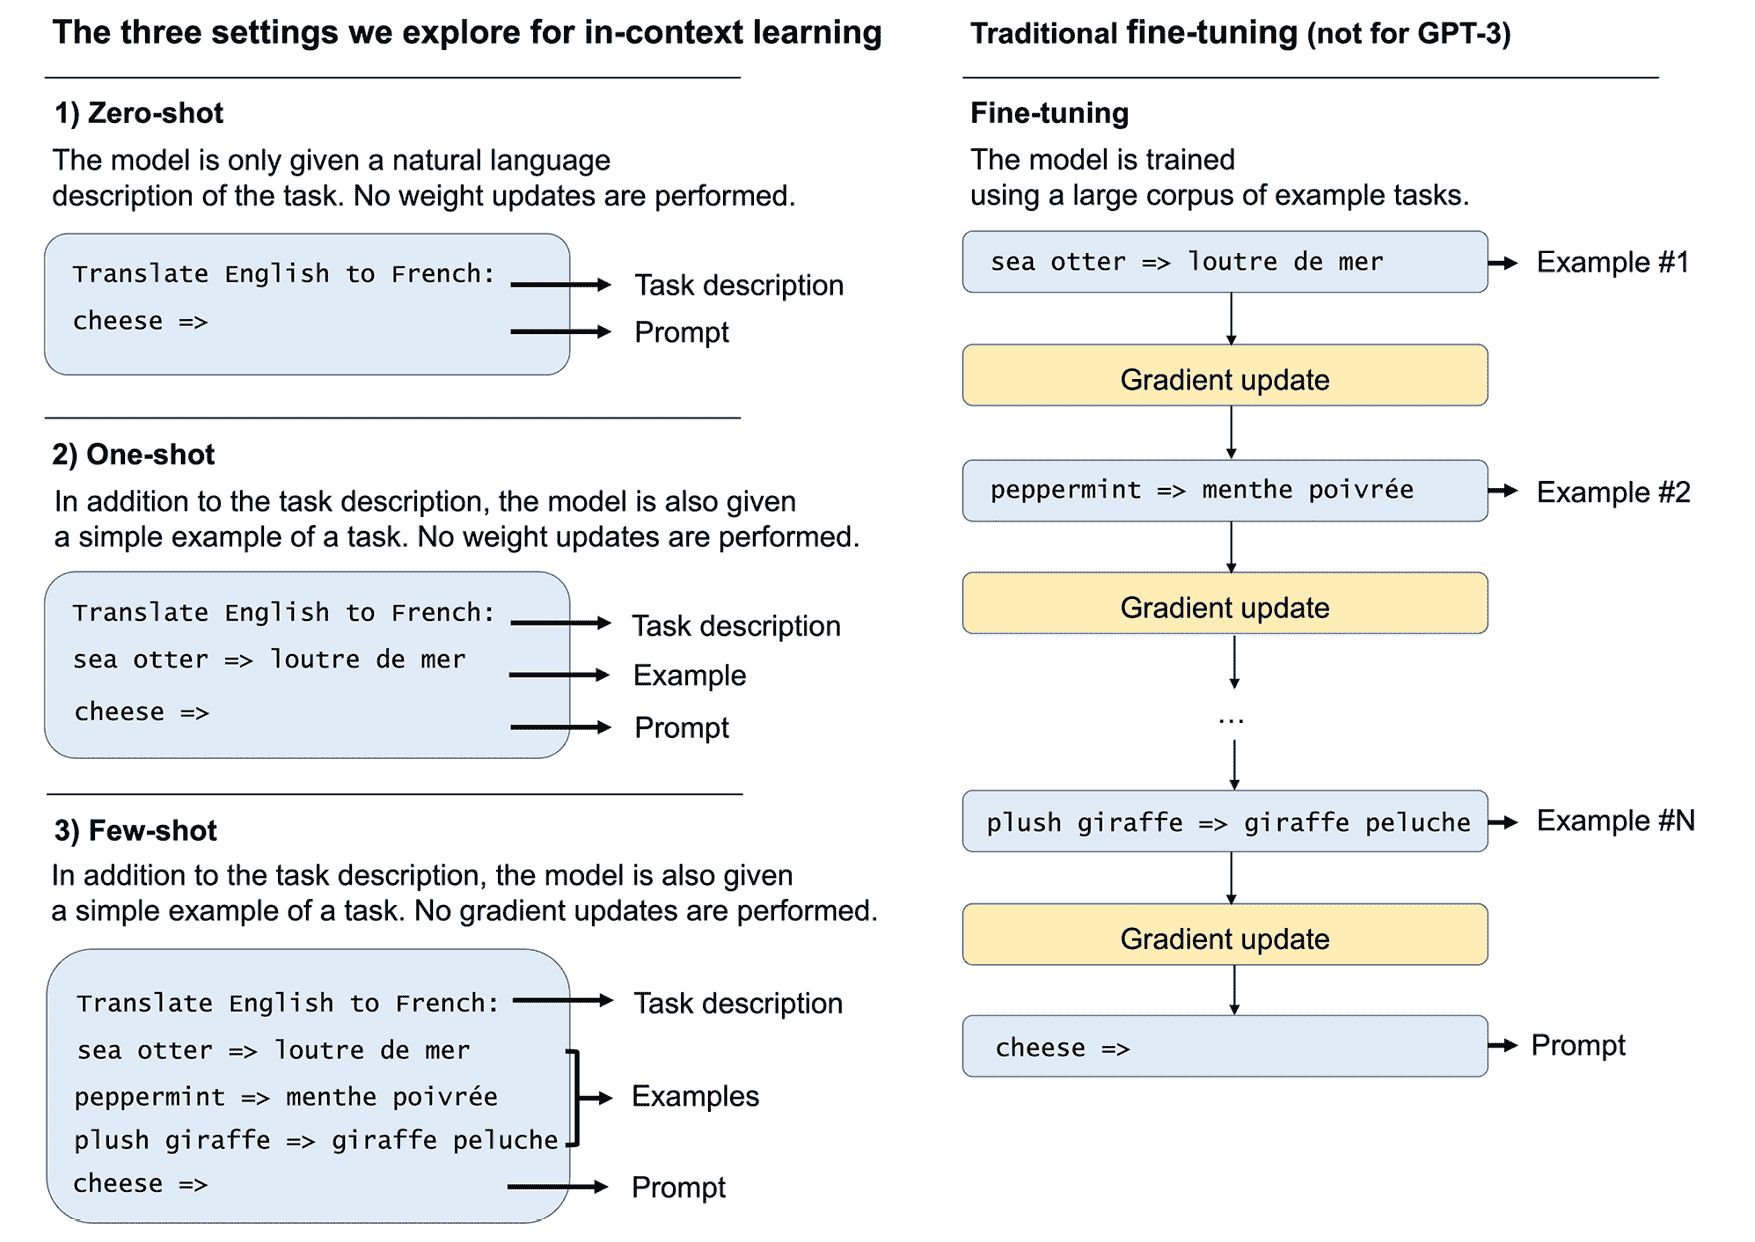 The three settings we explore for in-context learning
1) Zero-shot
The model is only given a natural language
description of the task. No weight updates are performed.
Translate English to French:
Task description
cheese =>
Prompt
2) One-shot
In addition to the task description, the model is also given
a simple example of a task. No weight updates are performed.
Translate English to French:
Task description
sea otter => loutre de mer
Example
cheese =>
Prompt
3) Few-shot
In addition to the task description, the model is also given
a simple example of a task. No gradient updates are performed.
Translate English to French:
Task description
sea otter => loutre de mer
peppermint => menthe poivrée
plush giraffe => giraffe peluche
Examples
cheese =>
Prompt
Traditional fine-tuning (not for GPT-3)
Fine-tuning
The model is trained
using a large corpus of example tasks.
sea otter => loutre de mer
Example #1
Gradient update
peppermint => menthe poivrée
Example #2
Gradient update
...
plush giraffe => giraffe peluche
Example #N
Gradient update
cheese =>
Prompt